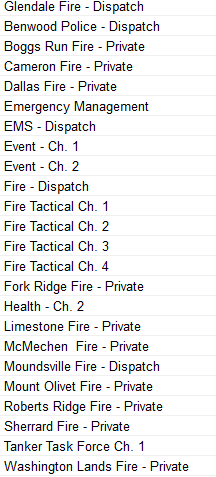 Glendale Fire - Dispatch
Benwood Police - Dispatch
Boggs Run Fire - Private
Cameron Fire - Private
Dallas Fire - Private
Emergency Management
EMS - Dispatch
Event - Ch. 1
Event - Ch. 2
Fire - Dispatch
Fire Tactical Ch. 1
Fire Tactical Ch. 2
Fire Tactical Ch. 3
Fire Tactical Ch. 4
Fork Ridge Fire - Private
Health - Ch. 2
Limestone Fire - Private
McMechen  Fire - Private
Moundsville Fire - Dispatch
Mount Olivet Fire - Private
Roberts Ridge Fire - Private
Sherrard Fire - Private
Tanker Task Force Ch. 1
Washington Lands Fire - Private